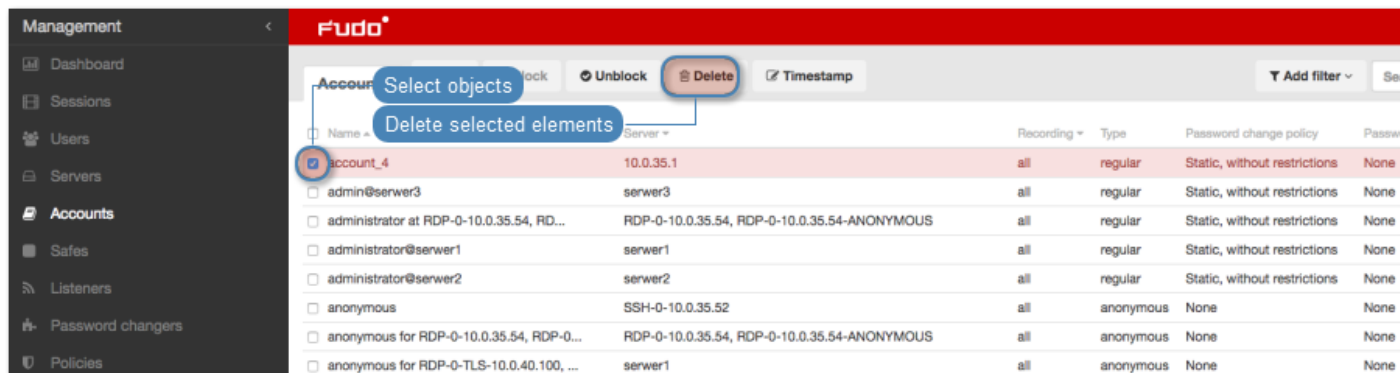 Management
Fudo
Dashboard
Accoun
lock
Unblock
Delete
Timestamp
Add filter
Se
Select objects
Sessions
Delete selected elements
Users
Name
Server
Recording
Type
Password change policy
Passw
account_4 10.0.35.1 all regular Static, without restrictions None
Servers
admin@serwer3 serwer3 all regular Static, without restrictions None
Accounts
administrator at RDP-0-10.0.35.54, RD... RDP-0-10.0.35.54, RDP-0-10.0.35.54-ANONYMOUS all regular Static, without restrictions None
Safes
administrator@serwer1 serwer1 all regular Static, without restrictions None
administrator@serwer2 serwer2 all regular Static, without restrictions None
Listeners
anonymous SSH-0-10.0.35.52 all anonymous None None
Password changers
anonymous for RDP-0-10.0.35.54, RDP-0... RDP-0-10.0.35.54, RDP-0-10.0.35.54-ANONYMOUS all anonymous None None
Policies
anonymous for RDP-0-TLS-10.0.40.100, ... serwer1 all anonymous None None